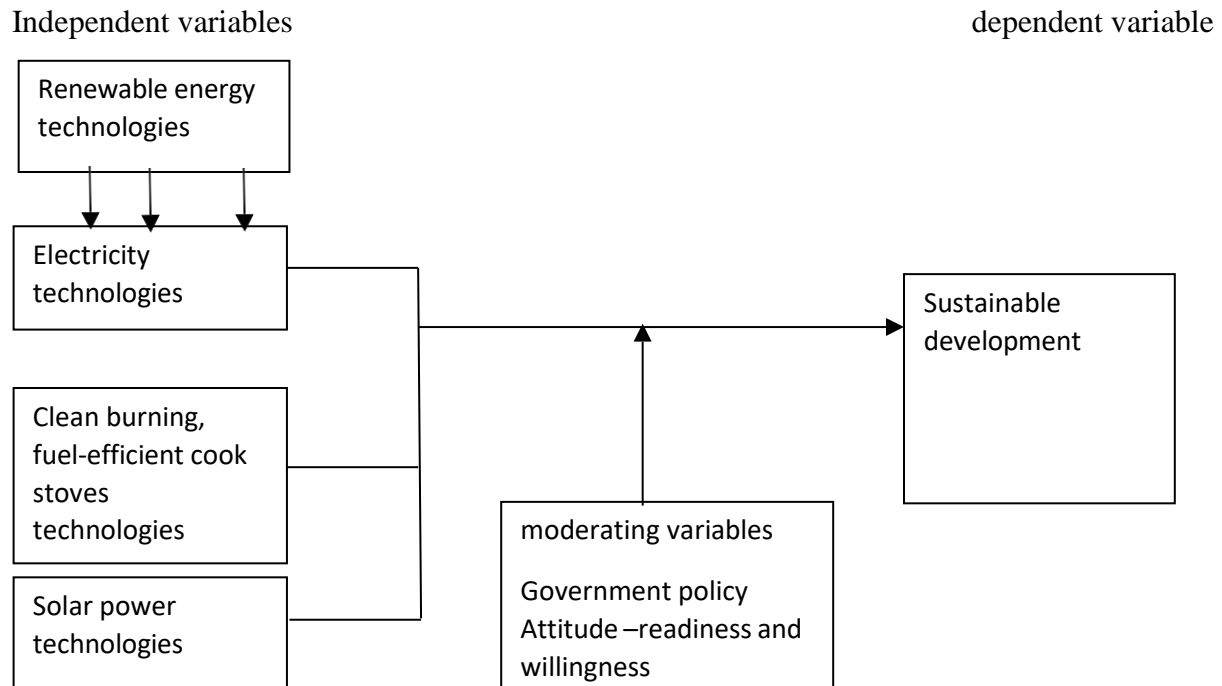 Independent variables
dependent variable
Renewable energy
technologies
Electricity
technologies
Clean burning,
fuel-efficient cook
stoves
technologies
Solar power
technologies
moderating variables
Government policy
Attitude –readiness and
willingness
Sustainable
development